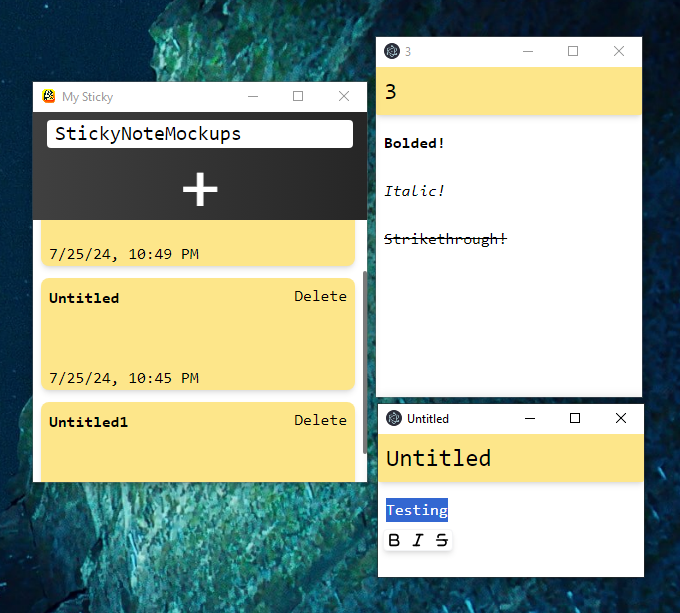 My Sticky
StickyNoteMockups
7/25/24, 10:49 PM
Untitled
Delete
7/25/24, 10:45 PM
Untitled1
Delete
3
3
Bolded!
Italic!
Strikethrough!
Untitled
Untitled
Testing
B I S